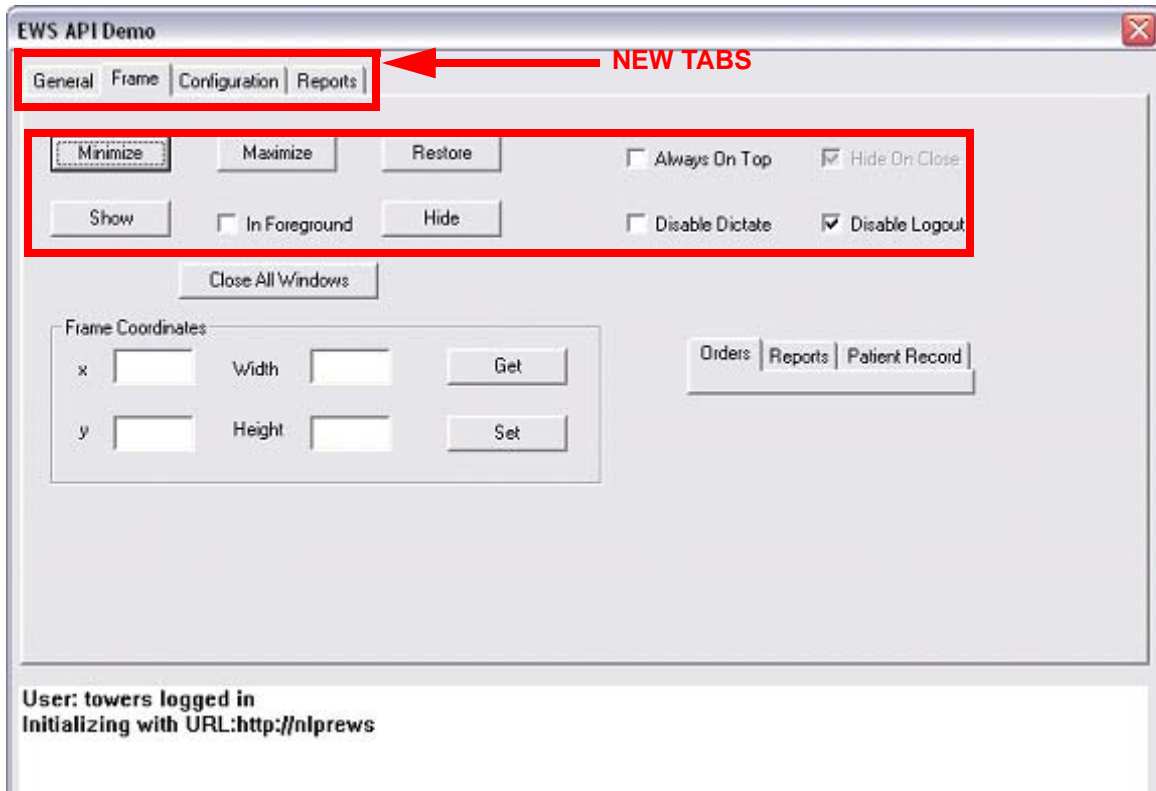 EWS API Demo
NEW TABS
General Frame Configuration Reports
Minimize Maximize Restore Always On Top Hide On Close
Show In Foreground Hide Disable Dictate Disable Logout
Close All Windows
Frame Coordinates
x Width Get
Orders Reports Patient Record
y Height Set
User: towers logged in
Initializing with URL:http://nlprews